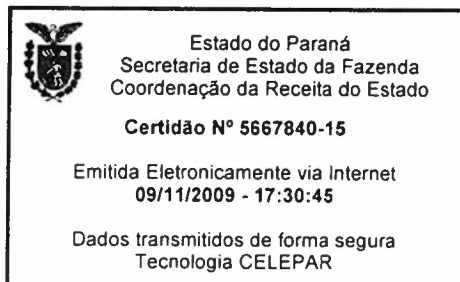 Estado do Paraná
Secretaria de Estado da Fazenda
Coordenação da Receita do Estado
Certidão Nº 5667840-15
Emitida Eletronicamente via Internet
09/11/2009 - 17:30:45
Dados transmitidos de forma segura
Tecnologia CELEPAR